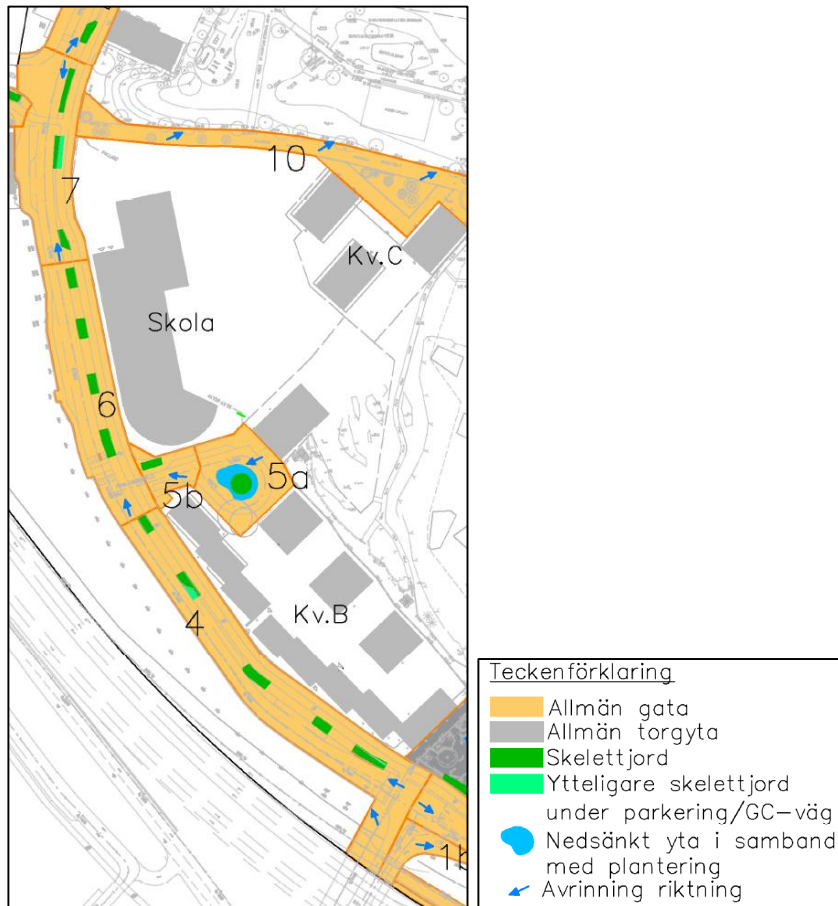 10
7
Kv.C
Skola
6
5a
5b
Kv.B
4
1b
Teckenförklaring
Allmän gata
Allmän torgyta
Skelettjord
Ytteligare skelettjord
under parkering/GC-väg
Nedsänkt yta i samband
med plantering
Avrinning riktning